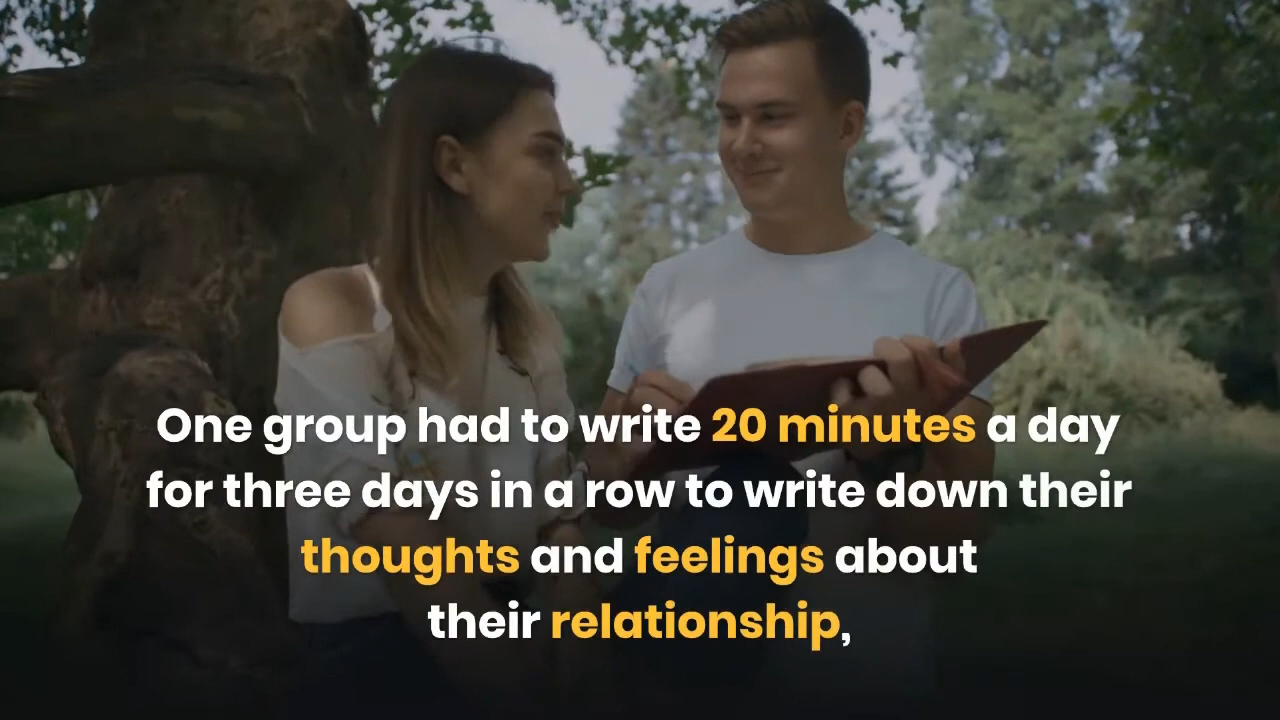 One group had to write 20 minutes a day
for three days in a row to write down their
thoughts and feelings about
their relationship,